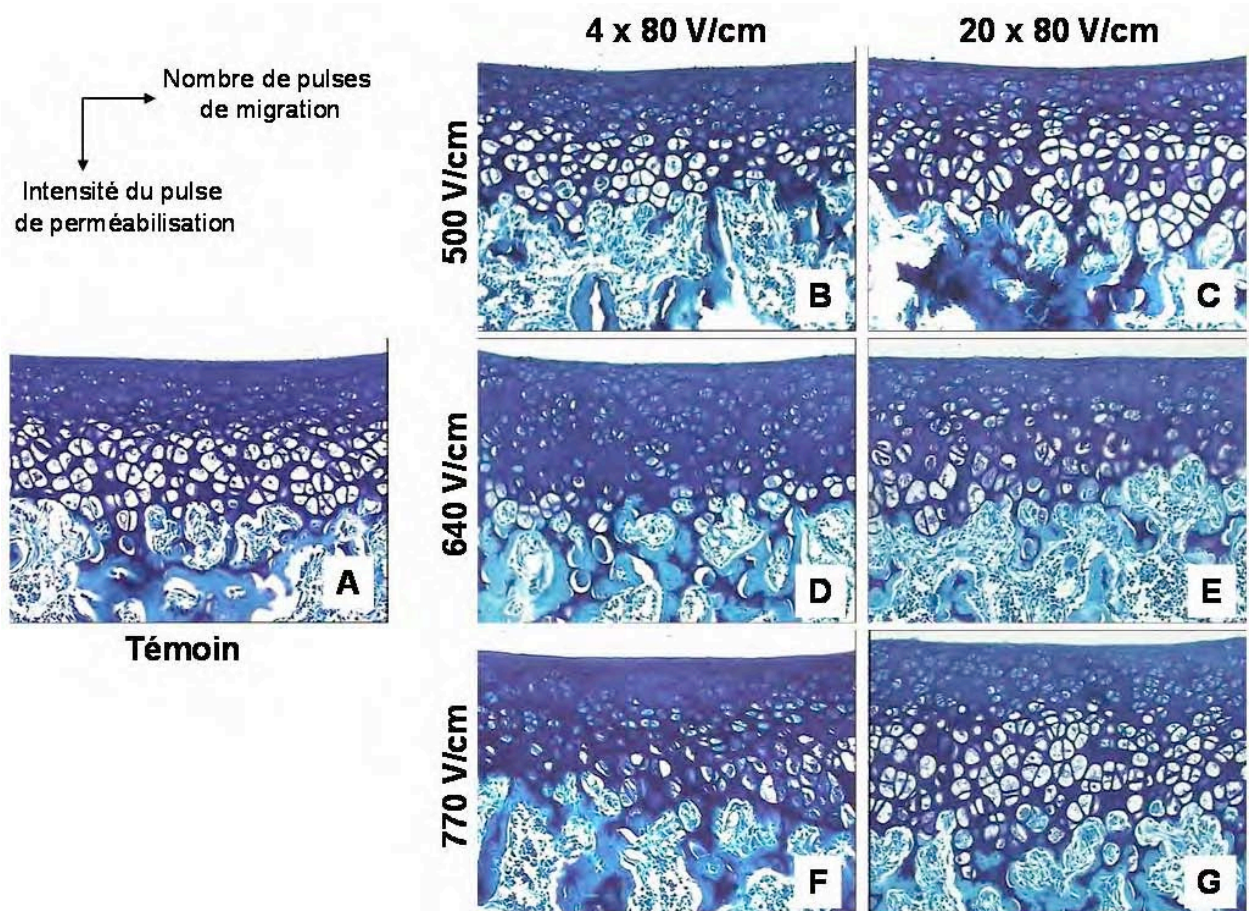 4 x 80 V/cm
20 x 80 V/cm
Nombre de pulses
de migration
Intensité du pulse
de perméabilisation
500 V/cm
B
C
Témoin
A
640 V/cm
D
E
770 V/cm
F
G